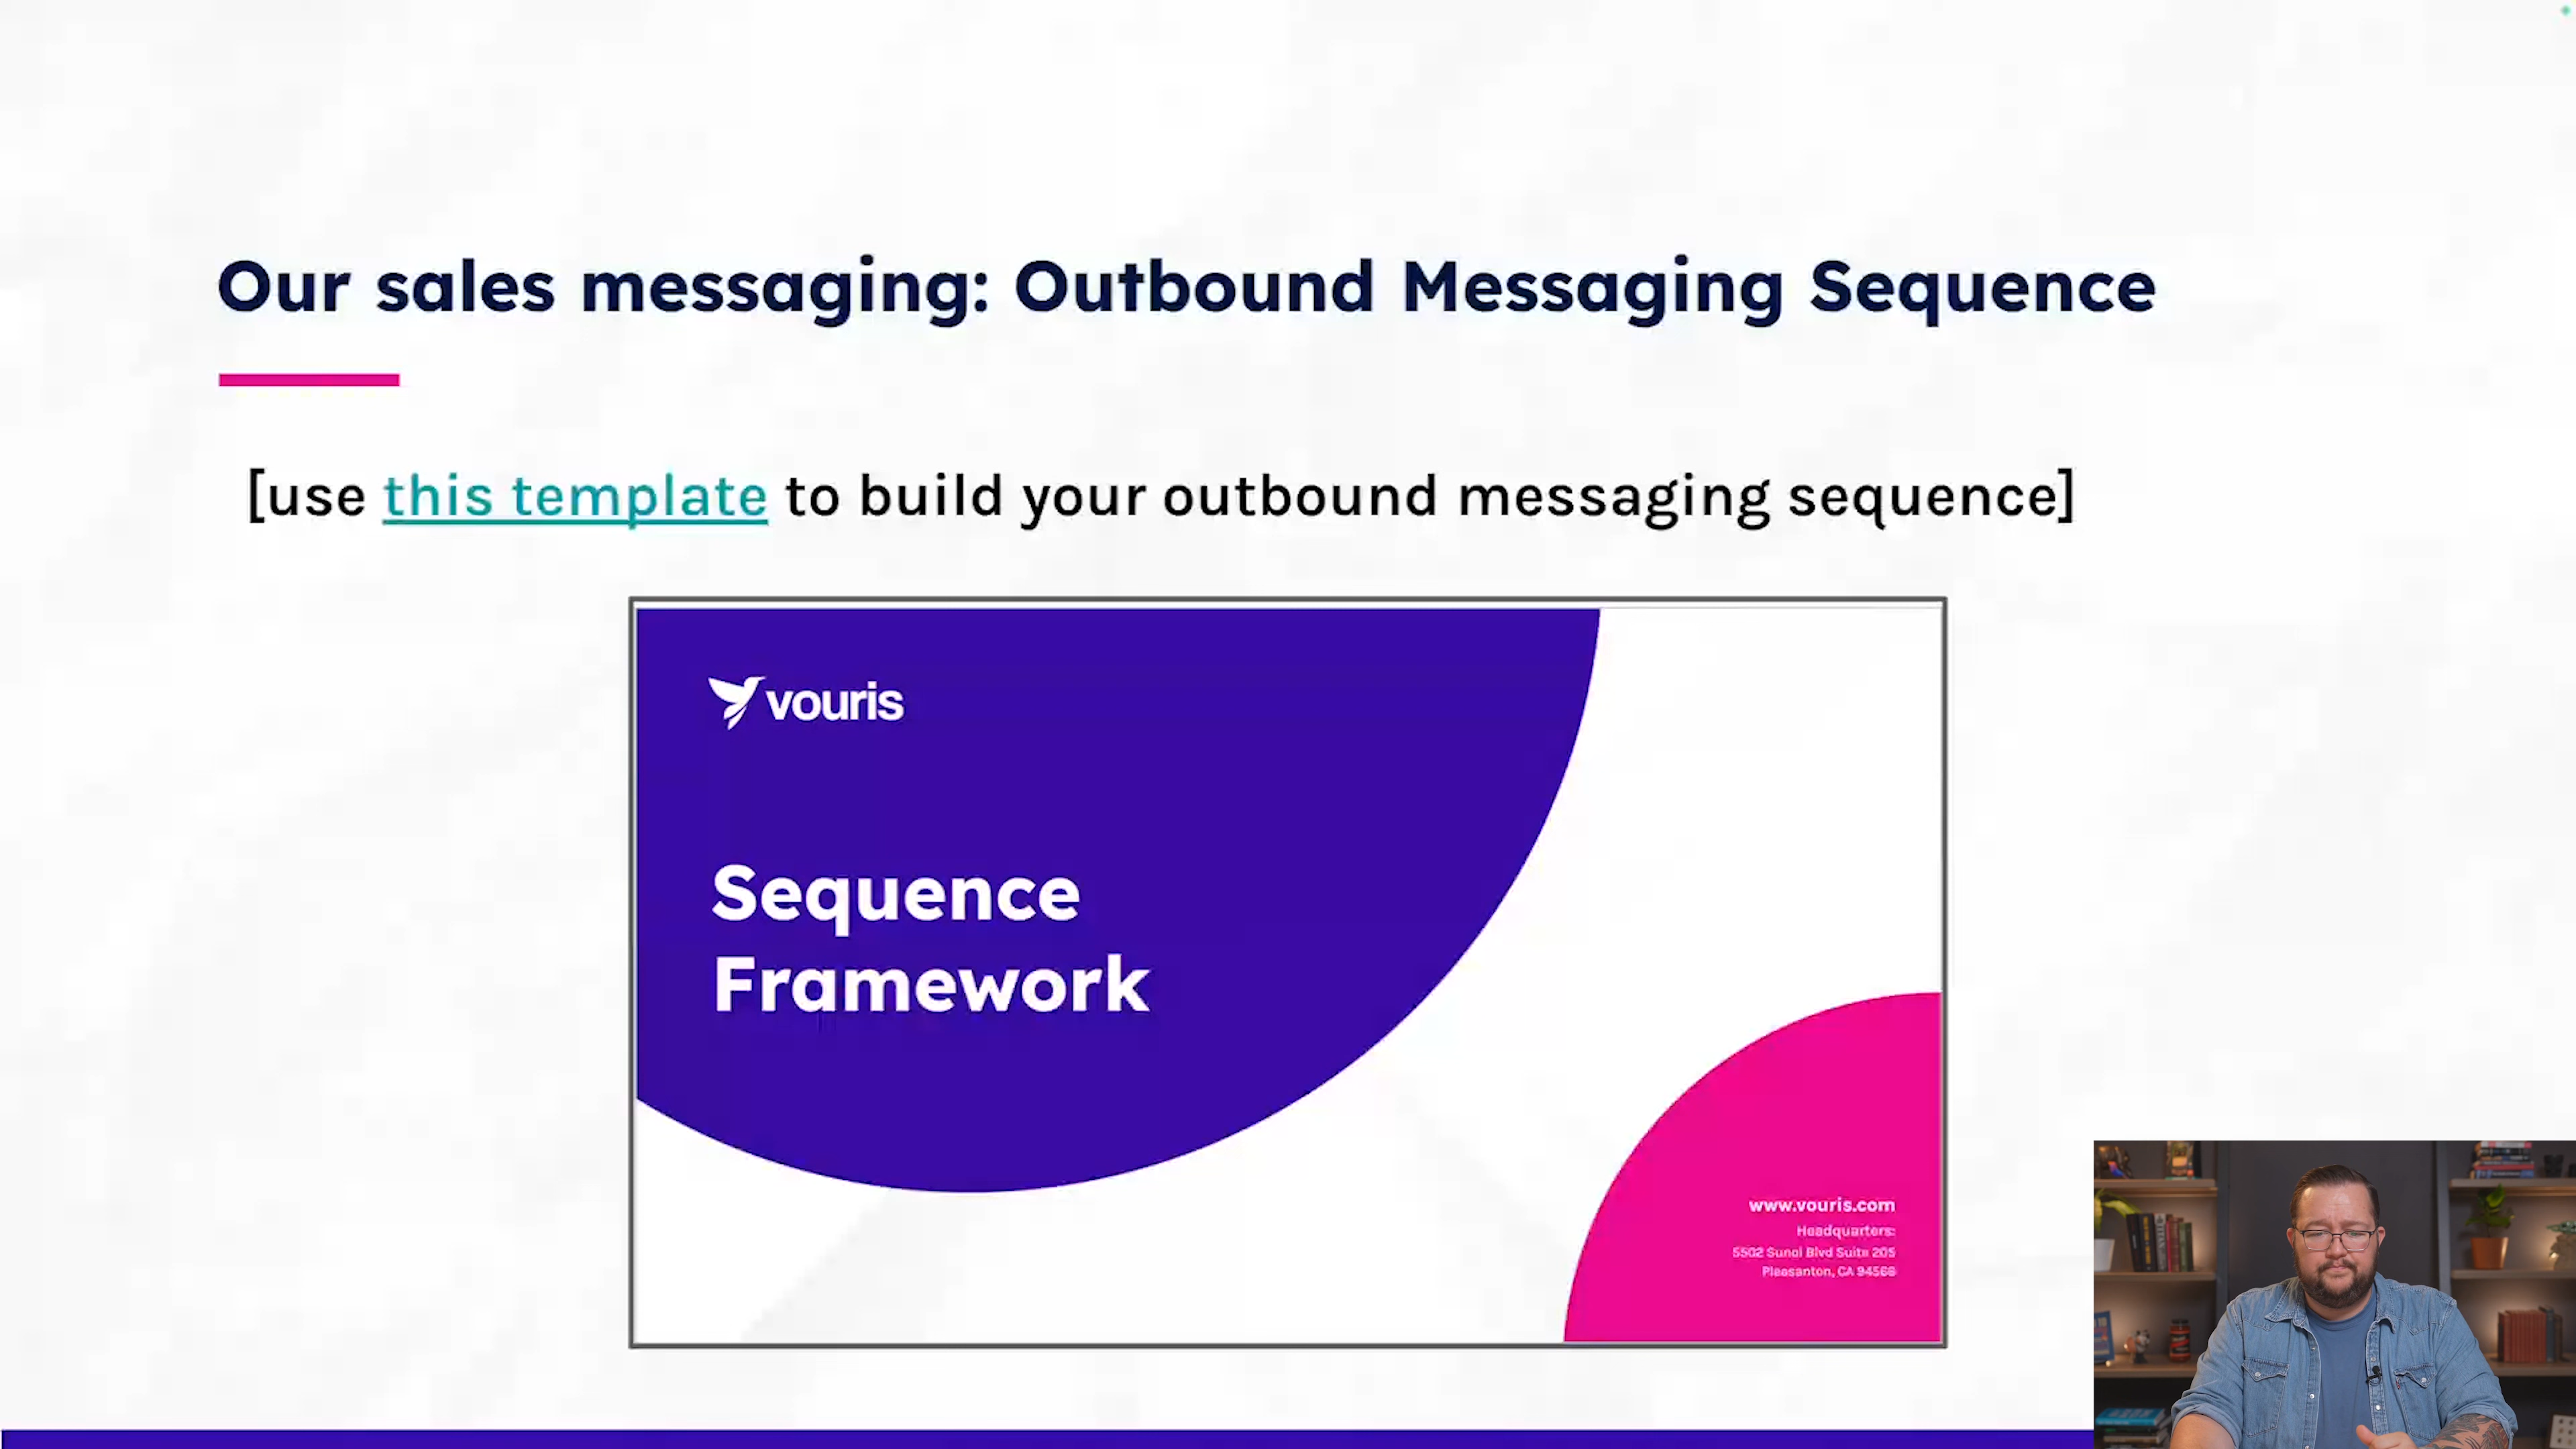 Our sales messaging: Outbound Messaging Sequence
[use this template to build your outbound messaging sequence]
vouris
Sequence
Framework
www.vouris.com
Headquarters:
5502 Sunol Blvd Suite 205
Pleasanton, CA 94566